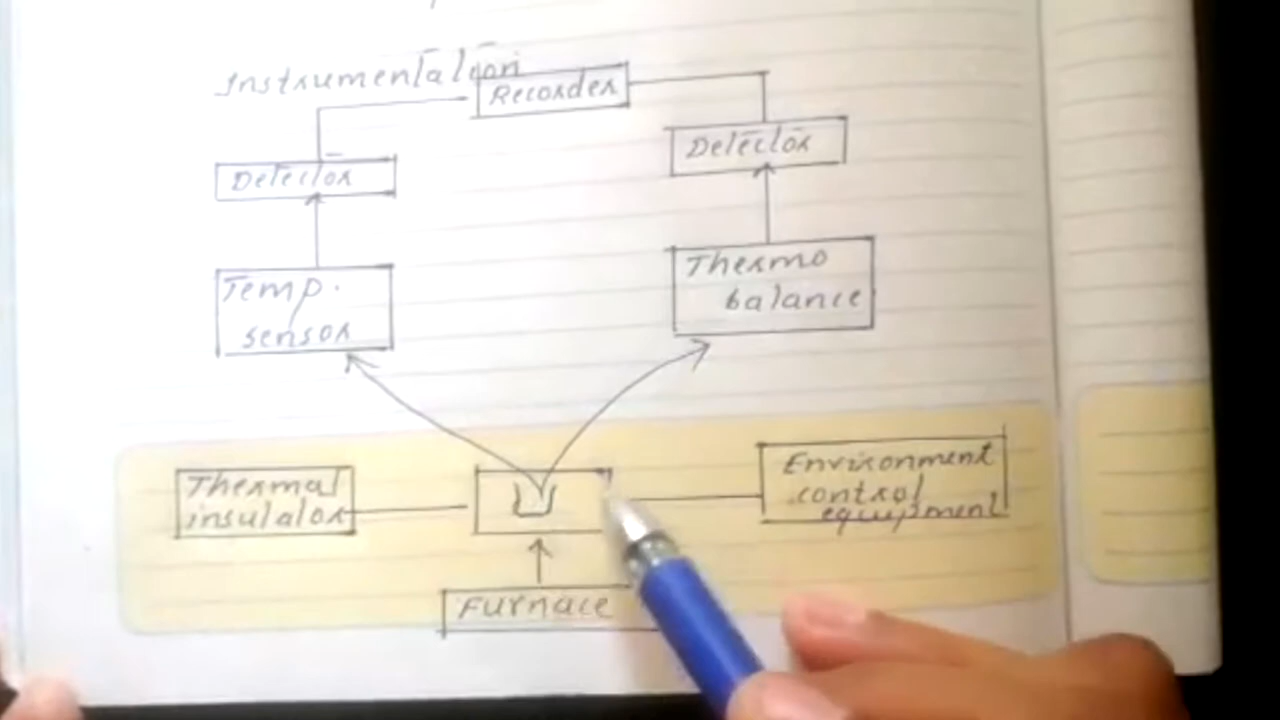 Instrumentation
Recorder
Detector
Detector
Temp.
sensor
Thermo
balance
Thermal
insulator
Environment
control
equipment
Furnace